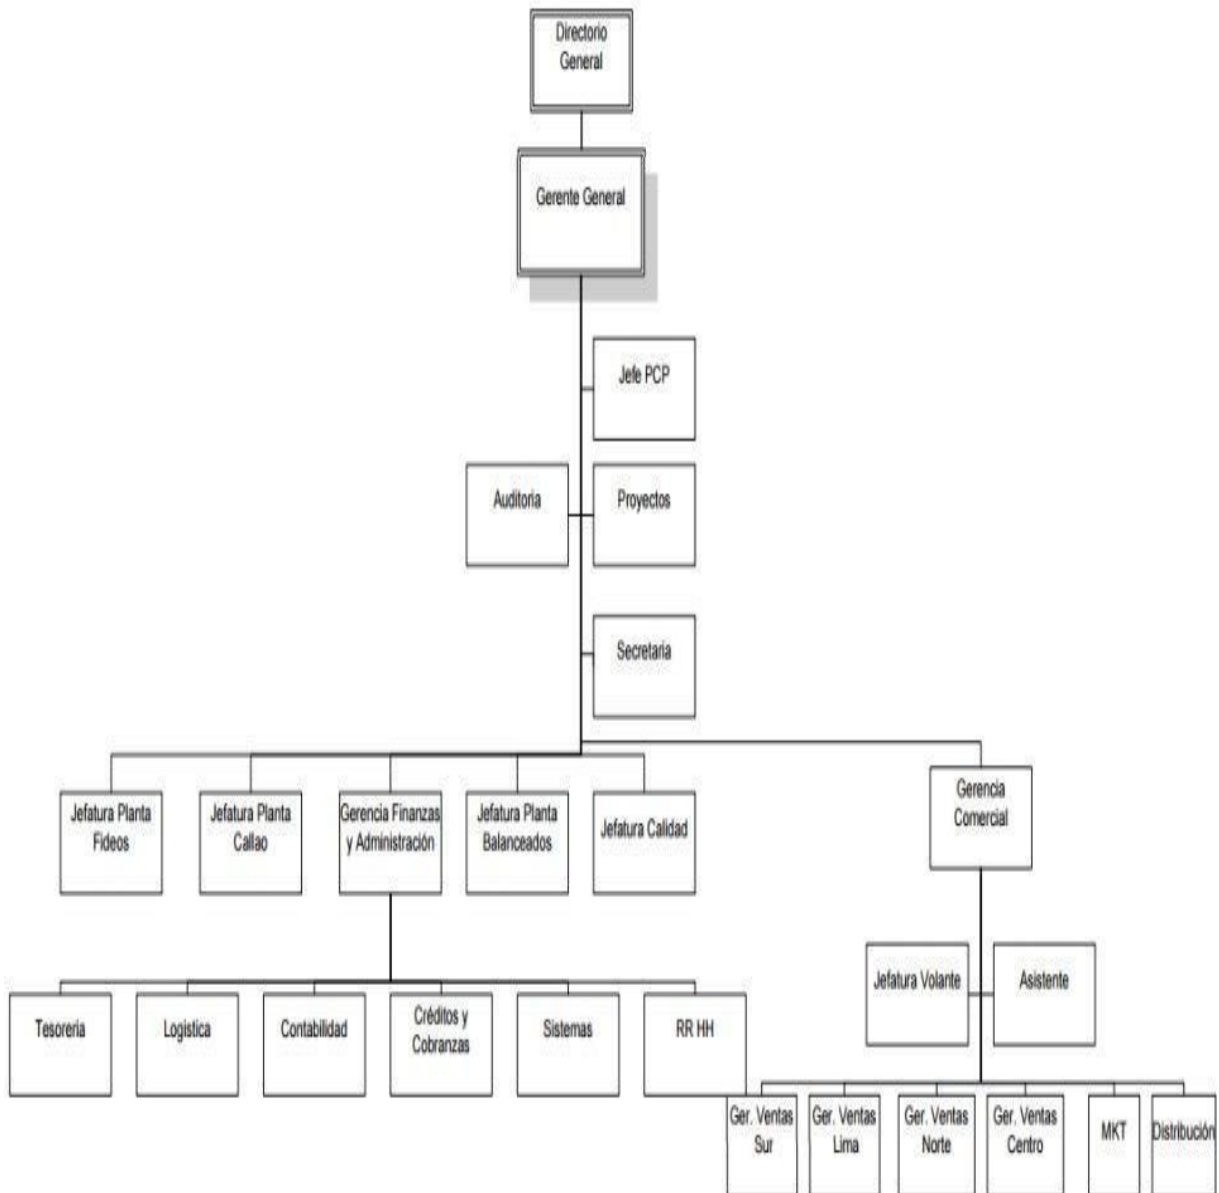 Directorio
General
Gerente General
Jefe PCP
Auditoria
Proyectos
Secretaria
Jefatura Planta
Fideos
Jefatura Planta
Callao
Gerencia Finanzas
y Administración
Jefatura Planta
Balanceados
Jefatura Calidad
Gerencia
Comercial
Jefatura Volante
Asistente
Tesoreria
Logistica
Contabilidad
Créditos y
Cobranzas
Sistemas
RR HH
Ger. Ventas
Sur
Ger. Ventas
Lima
Ger. Ventas
Norte
Ger. Ventas
Centro
MKT
Distribución